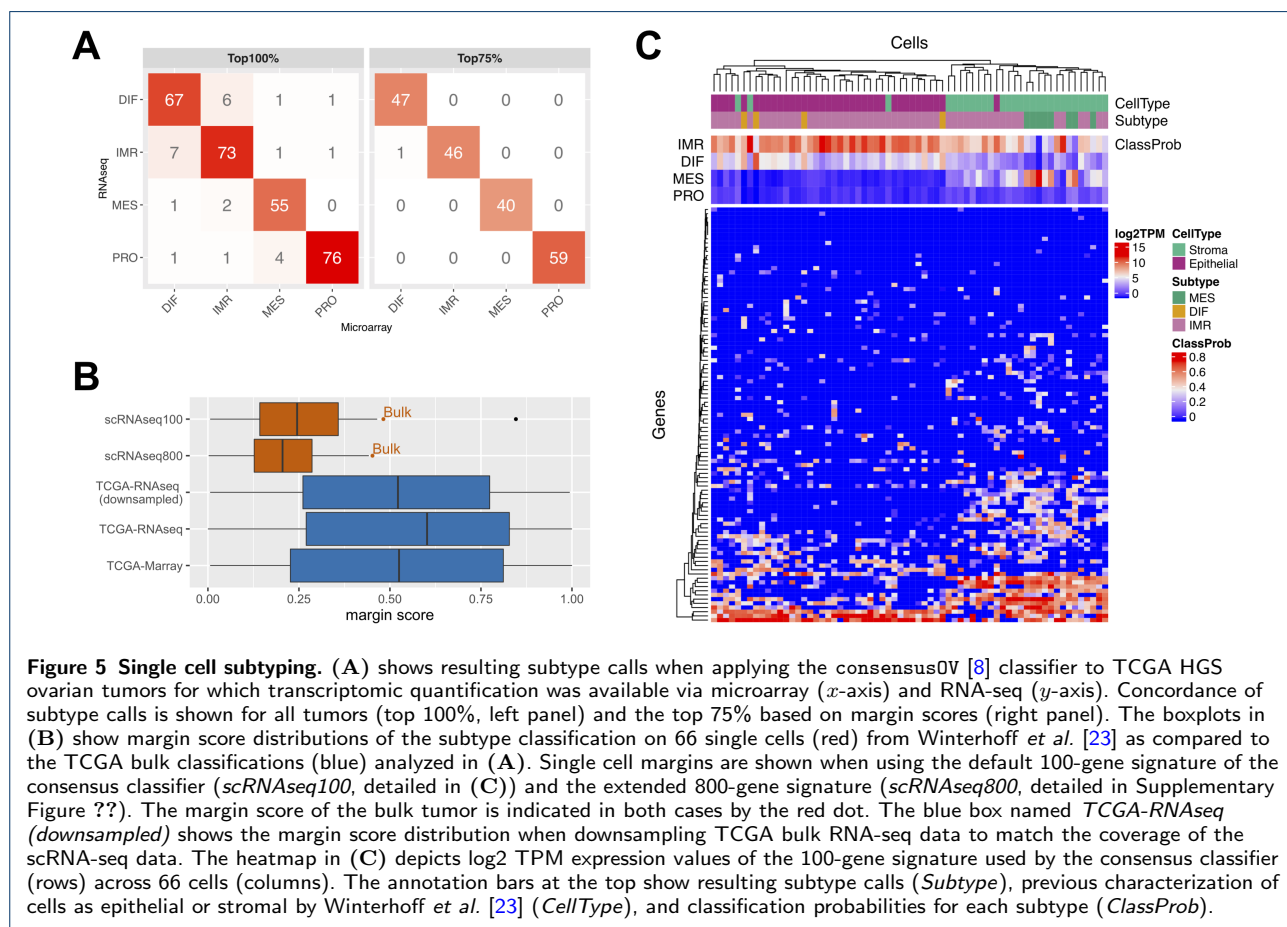 A
Top100%
Top75%
RNAseq
DIF
67 6 1 1
47 0 0 0
IMR
7 73 1 1
1 46 0 0
MES
1 2 55 0
0 0 40 0
PRO
1 1 4 76
0 0 0 59
DIF IMR MES PRO
DIF IMR MES PRO
Microarray
B
scRNAseq100
Bulk
scRNAseq800
Bulk
TCGA-RNAseq
(downsampled)
TCGA-RNAseq
TCGA-Marray
0.00 0.25 0.50 0.75 1.00
margin score
C
Cells
CellType
Subtype
IMR
DIF
MES
PRO
ClassProb
Genes
log2TPM
15
10
5
0
CellType
Stroma
Epithelial
Subtype
MES
DIF
IMR
ClassProb
0.8
0.6
0.4
0.2
0
Figure 5 Single cell subtyping. (A) shows resulting subtype calls when applying the consensusOV [8] classifier to TCGA HGS
ovarian tumors for which transcriptomic quantification was available via microarray (x-axis) and RNA-seq (y-axis). Concordance of
subtype calls is shown for all tumors (top 100%, left panel) and the top 75% based on margin scores (right panel). The boxplots in
(B) show margin score distributions of the subtype classification on 66 single cells (red) from Winterhoff et al. [23] as compared to
the TCGA bulk classifications (blue) analyzed in (A). Single cell margins are shown when using the default 100-gene signature of the
consensus classifier (scRNAseq100, detailed in (C)) and the extended 800-gene signature (scRNAseq800, detailed in Supplementary
Figure ??). The margin score of the bulk tumor is indicated in both cases by the red dot. The blue box named TCGA-RNAseq
(downsampled) shows the margin score distribution when downsampling TCGA bulk RNA-seq data to match the coverage of the
scRNA-seq data. The heatmap in (C) depicts log2 TPM expression values of the 100-gene signature used by the consensus classifier
(rows) across 66 cells (columns). The annotation bars at the top show resulting subtype calls (Subtype), previous characterization of
cells as epithelial or stromal by Winterhoff et al. [23] (CellType), and classification probabilities for each subtype (ClassProb).